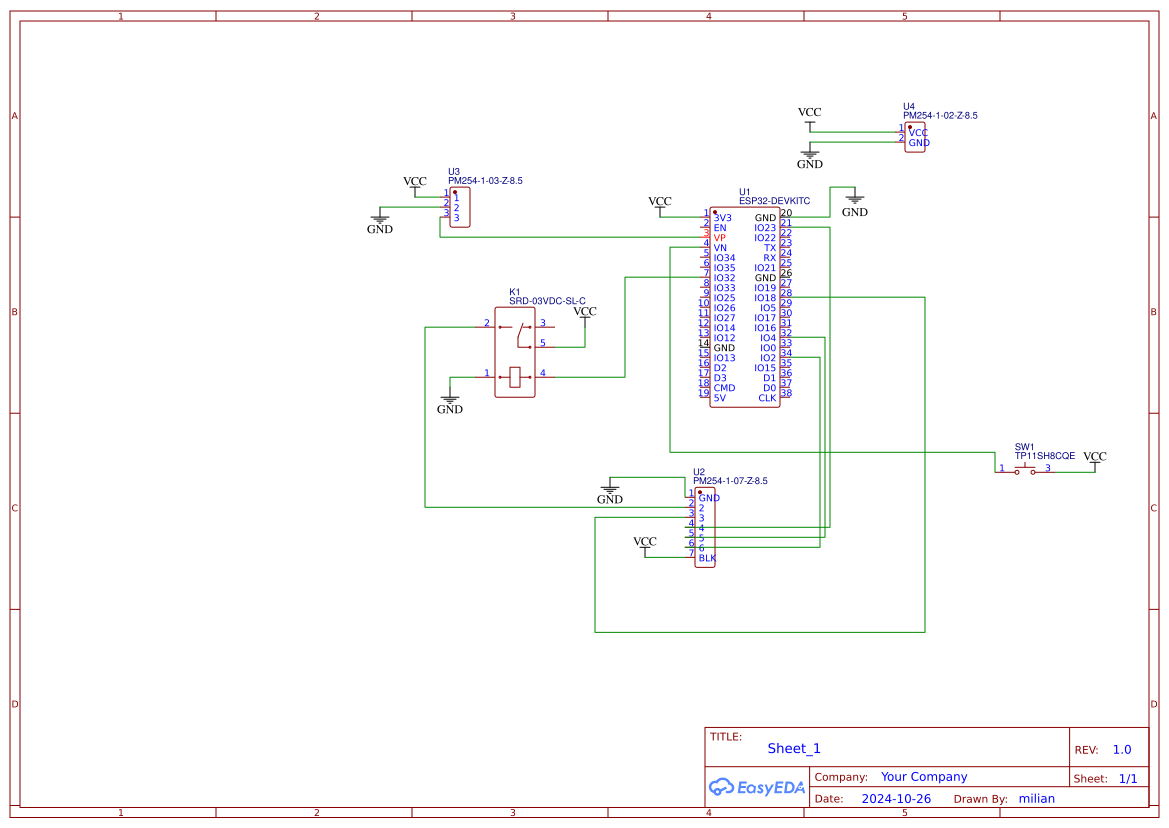 1 2 3 4 5
A A
B B
C C
D D
VCC
GND
U4
PM254-1-02-Z-8.5
1 VCC
2 GND
VCC
GND
U3
PM254-1-03-Z-8.5
1 1
2 2
3 3
VCC
GND
U1
ESP32-DEVKITC
1 3V3 GND 20
2 EN IO23 21
3 VP IO22 22
4 VN TX 23
5 IO34 RX 24
6 IO35 IO21 25
7 IO32 GND 26
8 IO33 IO19 27
9 IO25 IO18 28
10 IO26 IO5 29
11 IO27 IO17 30
12 IO14 IO16 31
13 IO12 IO4 32
14 GND IO0 33
15 IO13 IO2 34
16 D2 IO15 35
17 D3 D1 36
18 CMD D0 37
19 5V CLK 38
K1
SRD-03VDC-SL-C
VCC
2 3
5
1 4
GND
SW1
TP11SH8CQE
VCC
1 3
U2
PM254-1-07-Z-8.5
GND
1 GND
2 2
3 3
4 4
5 5
6 6
7 BLK
VCC
TITLE:
Sheet_1
REV: 1.0
EasyEDA
Company: Your Company
Sheet: 1/1
Date: 2024-10-26 Drawn By: milian
1 2 3 4 5